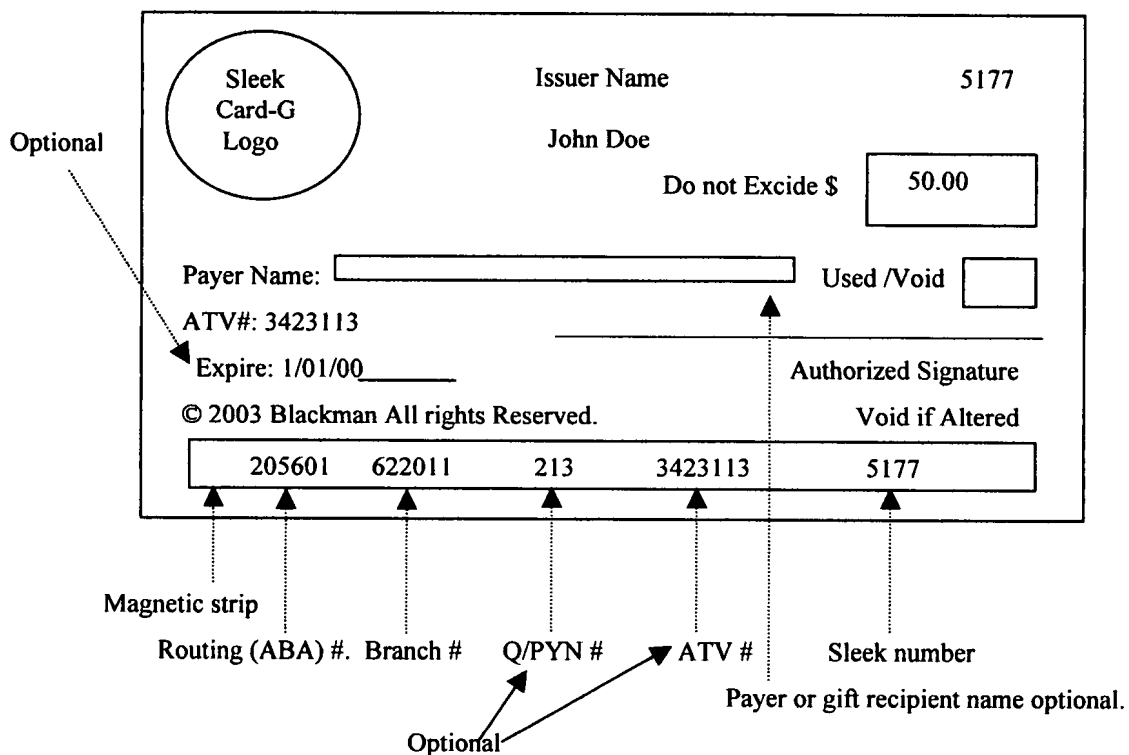 Sleek
Card-G
Logo
Issuer Name
5177
John Doe
Optional
Do not Excide $
50.00
Payer Name:
Used /Void
ATV#: 3423113
Expire: 1/01/00
Authorized Signature
© 2003 Blackman All rights Reserved.
Void if Altered
205601 622011 213 3423113 5177
Magnetic strip
Routing (ABA) #. Branch # Q/PYN # ATV # Sleek number
Payer or gift recipient name optional.
Optional